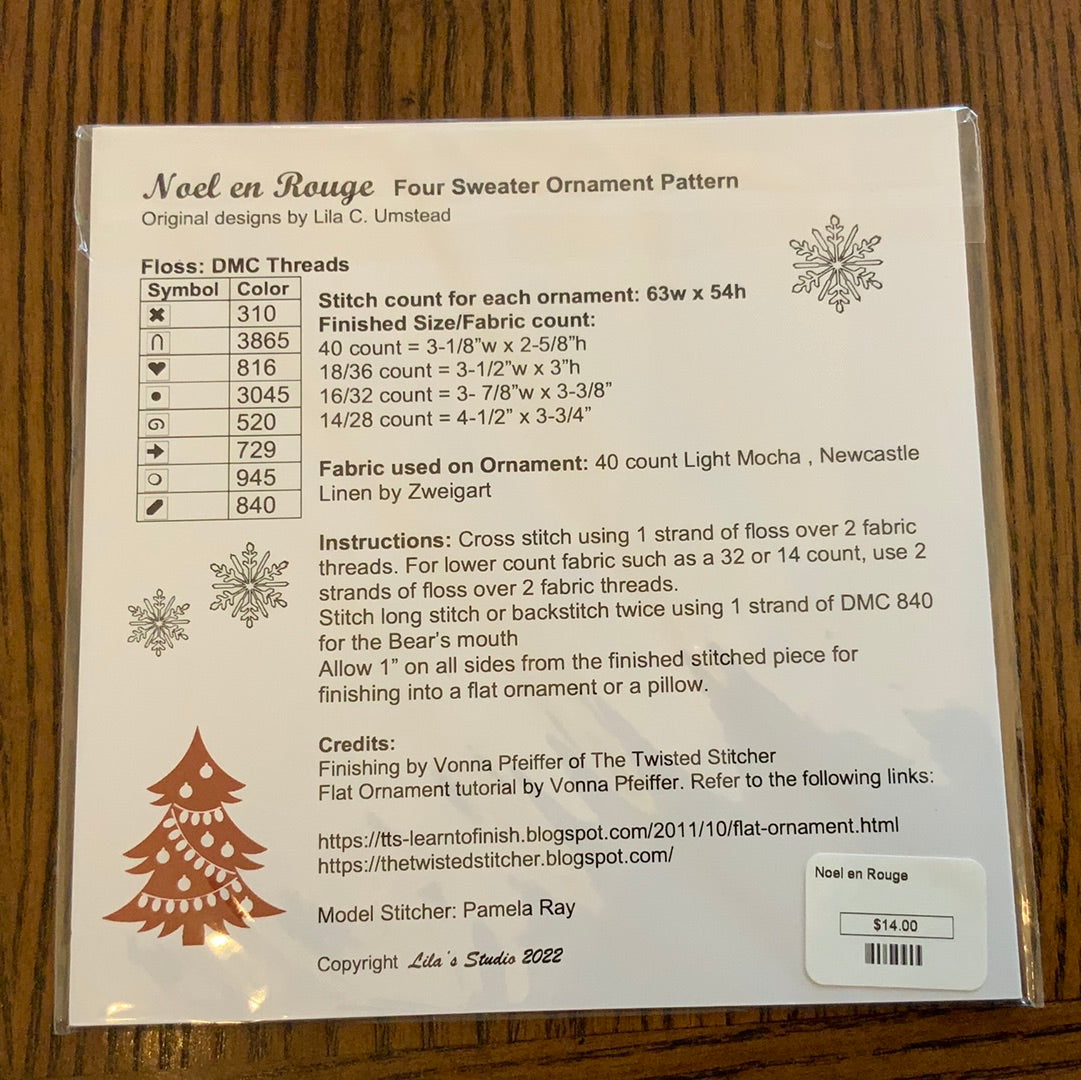 Noel en Rouge Four Sweater Ornament Pattern
Original designs by Lila C. Umstead
Floss: DMC Threads
Symbol Color
310
3865
816
3045
520
729
945
840
Stitch count for each ornament: 63w x 54h
Finished Size/Fabric count:
40 count = 3-1/8”w x 2-5/8”h
18/36 count = 3-1/2”w x 3”h
16/32 count = 3- 7/8”w x 3-3/8”
14/28 count = 4-1/2” x 3-3/4”
Fabric used on Ornament: 40 count Light Mocha , Newcastle
Linen by Zweigart
Instructions: Cross stitch using 1 strand of floss over 2 fabric
threads. For lower count fabric such as a 32 or 14 count, use 2
strands of floss over 2 fabric threads.
Stitch long stitch or backstitch twice using 1 strand of DMC 840
for the Bear’s mouth
Allow 1” on all sides from the finished stitched piece for
finishing into a flat ornament or a pillow.
Credits:
Finishing by Vonna Pfeiffer of The Twisted Stitcher
Flat Ornament tutorial by Vonna Pfeiffer. Refer to the following links:
https://tts-learntofinish.blogspot.com/2011/10/flat-ornament.html
https://thetwistedstitcher.blogspot.com/
Model Stitcher: Pamela Ray
Copyright Lila's Studio 2022
Noel en Rouge
$14.00